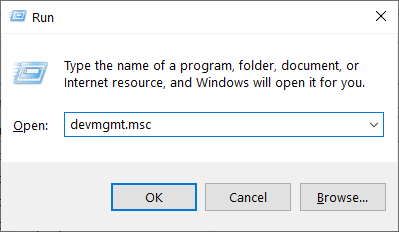 Run
Type the name of a program, folder, document, or
Internet resource, and Windows will open it for you.
Open: devmgmt.msc
OK Cancel Browse...